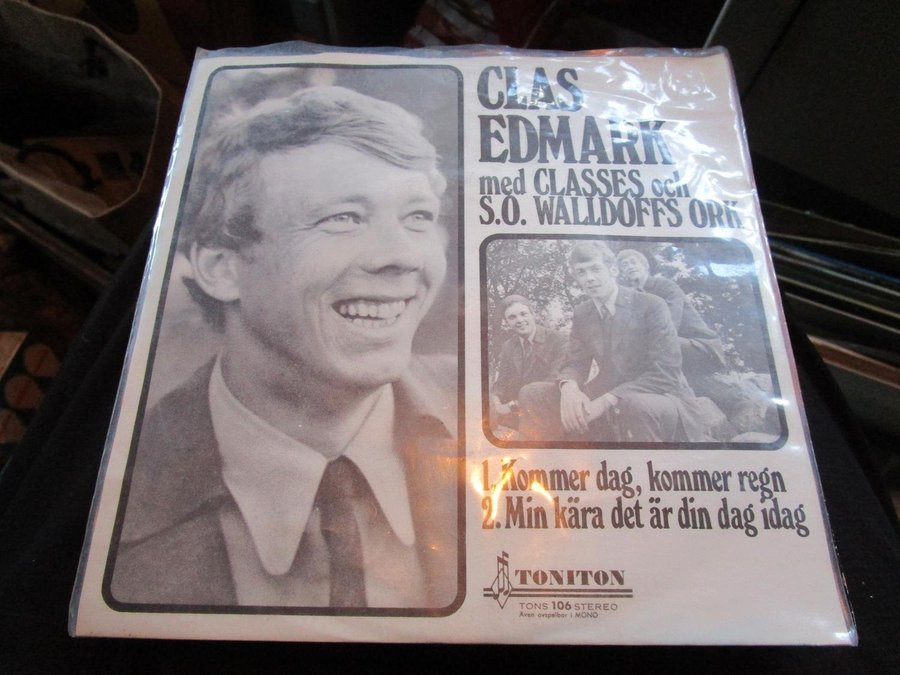 CLAS
EDMARK
med CLASSES och
S.O. WALLDOFFS ORK
1. Kommer dag, kommer regn
2. Min kära det är din dag idag
TONITON
TONS 106 STEREO
Även avspelbar i MONO